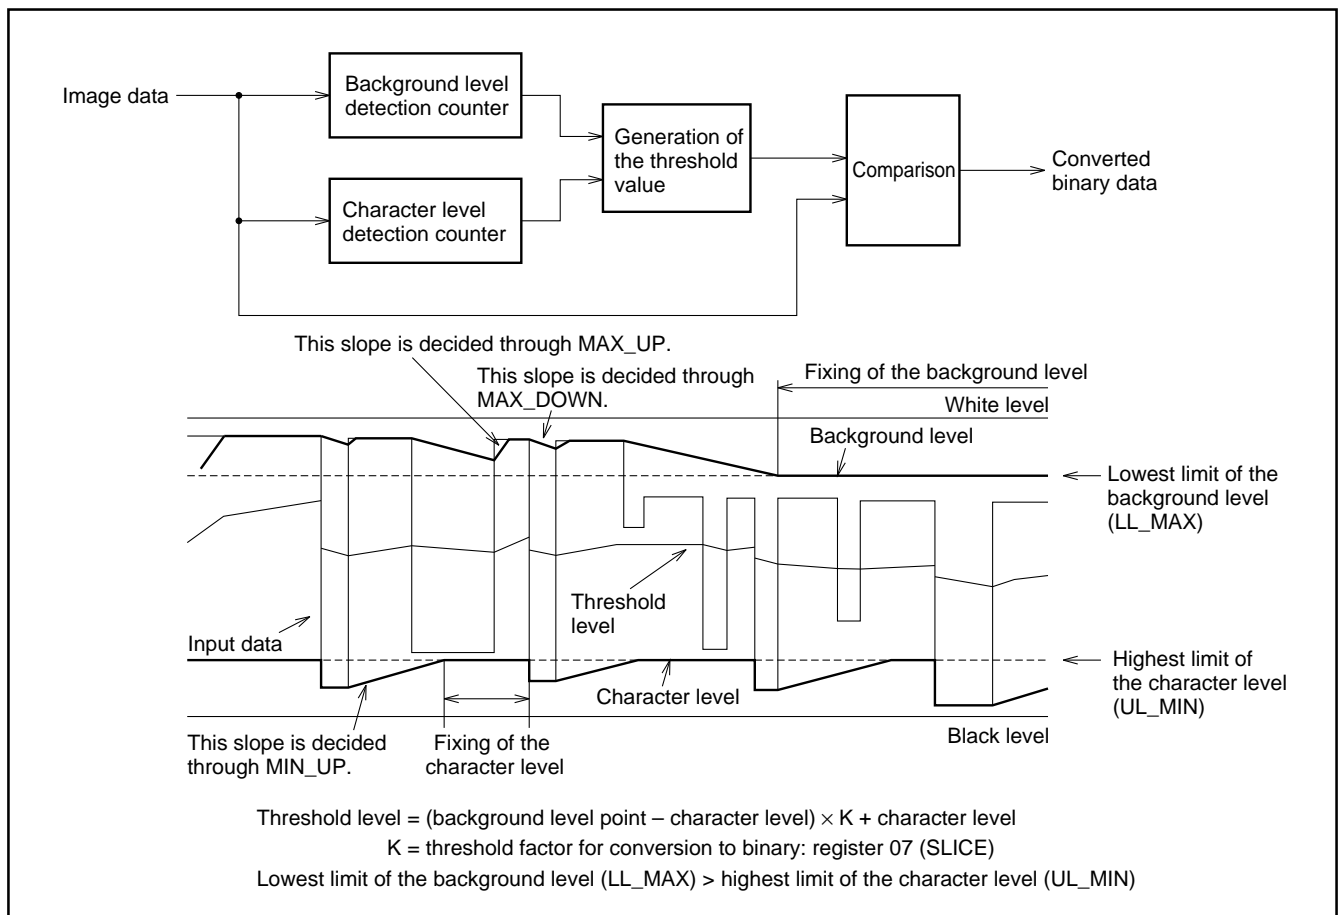 Image data
Background level
detection counter
Character level
detection counter
Generation of
the threshold
value
Comparison
Converted
binary data
This slope is decided through MAX_UP.
This slope is decided through
MAX_DOWN.
Fixing of the background level
White level
Background level
Lowest limit of the
background level
(LL_MAX)
Threshold
level
Input data
Character level
Highest limit of
the character level
(UL_MIN)
Black level
This slope is decided
through MIN_UP.
Fixing of the
character level
Threshold level = (background level point – character level) × K + character level
K = threshold factor for conversion to binary: register 07 (SLICE)
Lowest limit of the background level (LL_MAX) > highest limit of the character level (UL_MIN)